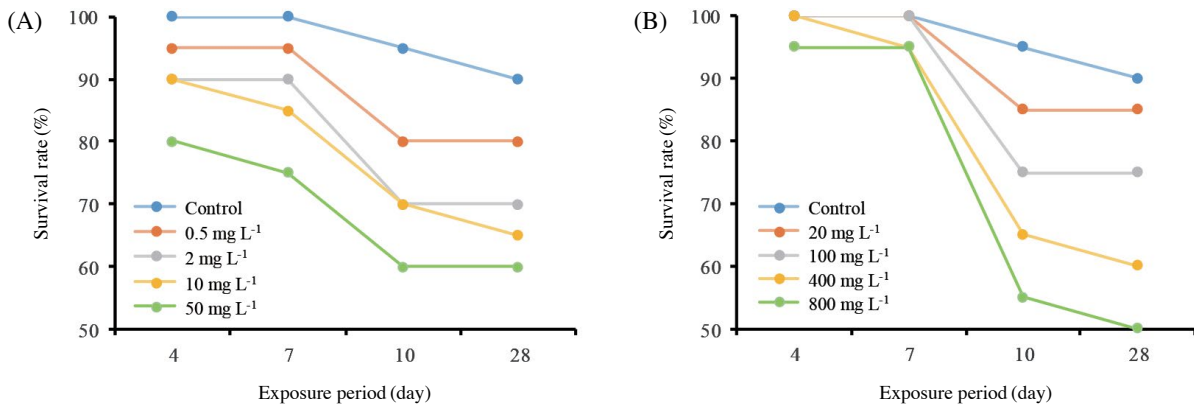 (A)
Survival rate (%)
100
90
80
70
60
50
Control
0.5 mg L⁻¹
2 mg L⁻¹
10 mg L⁻¹
50 mg L⁻¹
4 7 10 28
Exposure period (day)
(B)
Survival rate (%)
100
90
80
70
60
50
Control
20 mg L⁻¹
100 mg L⁻¹
400 mg L⁻¹
800 mg L⁻¹
4 7 10 28
Exposure period (day)